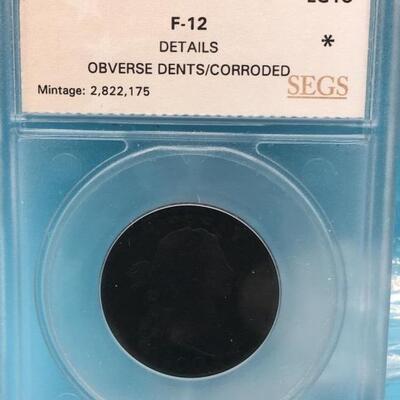 F-12
DETAILS
*
OBVERSE DENTS/CORRODED
Mintage: 2,822,175
SEGS